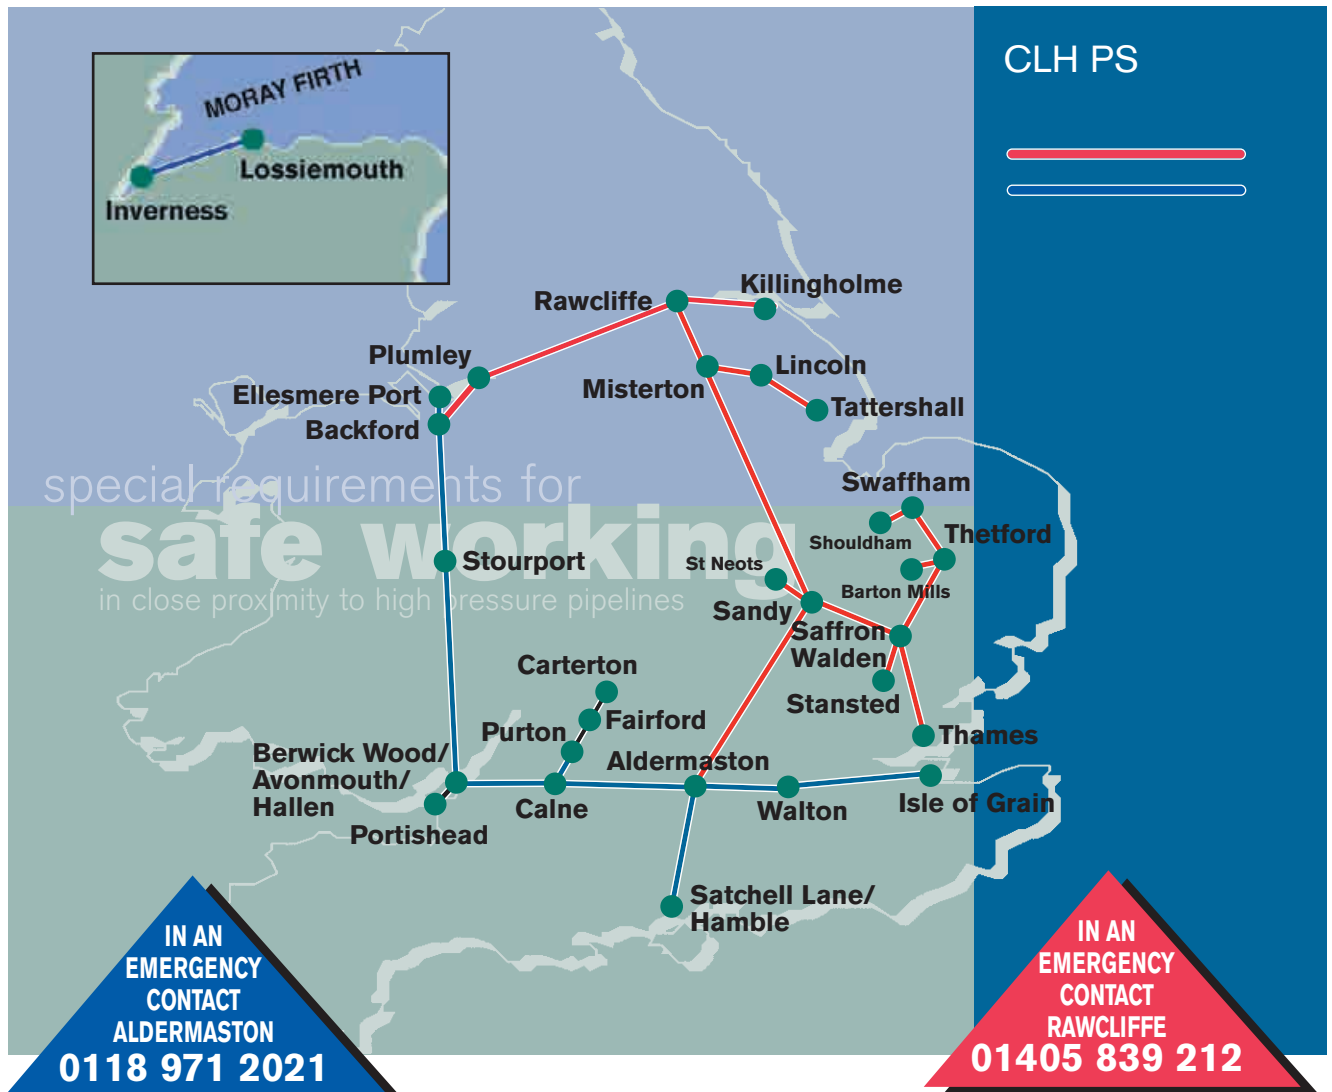 CLH PS
MORAY FIRTH
Lossiemouth
Inverness
Killingholme
Rawcliffe
Plumley
Lincoln
Misterton
Ellesmere Port
Tattershall
Backford
special requirements for
safe working
in close proximity to high pressure pipelines
Swaffham
Thetford
Shouldham
Stourport
St Neots
Barton Mills
Sandy
Saffron
Walden
Carterton
Stansted
Fairford
Purton
Thames
Berwick Wood/
Avonmouth/
Hallen
Aldermaston
Isle of Grain
Calne
Walton
Portishead
Satchell Lane/
Hamble
IN AN
EMERGENCY
CONTACT
ALDERMASTON
0118 971 2021
IN AN
EMERGENCY
CONTACT
RAWCLIFFE
01405 839 212